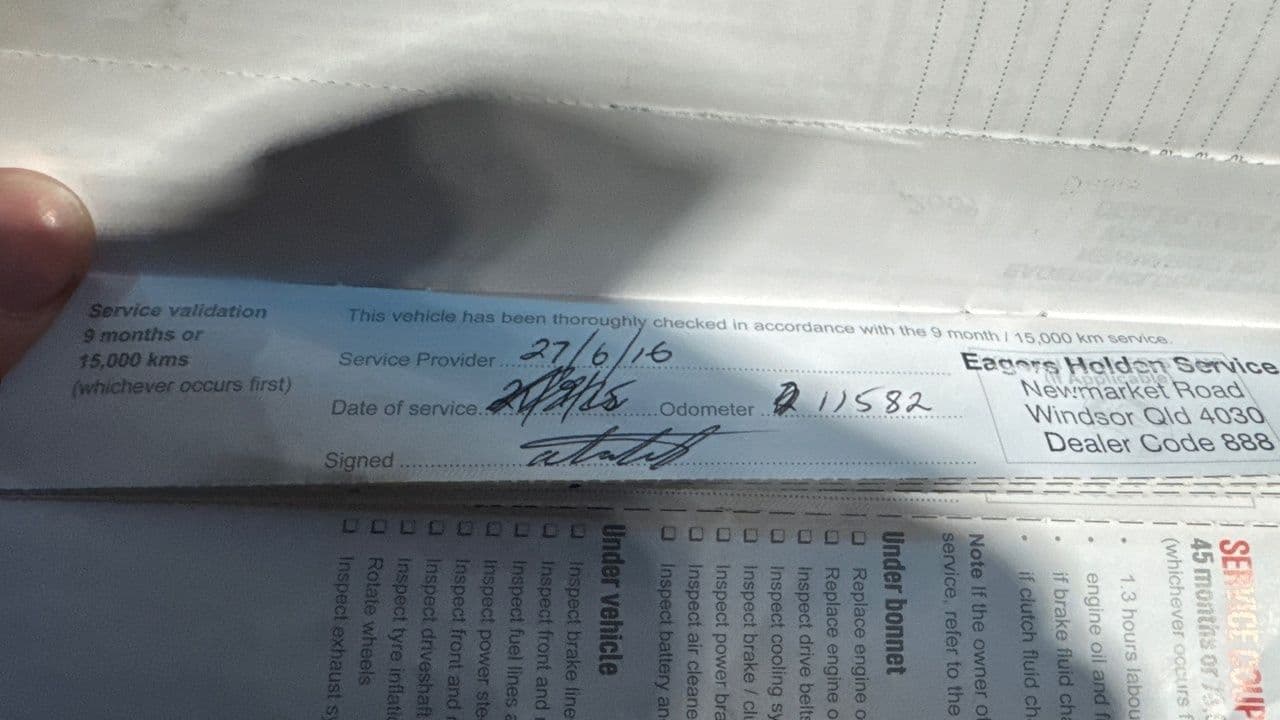 Service validation
9 months or
15,000 kms
(whichever occurs first)
This vehicle has been thoroughly checked in accordance with the 9 month / 15,000 km service.
Service Provider 27/6/16
Date of service. Odometer 11582
Signed
Eagers Holden Service
Newmarket Road
Windsor Qld 4030
Dealer Code 888
SERVICE COUP
45 months or
(whichever occurs f
• 1.3 hours labou
engine oil and
• if brake fluid cha
• if clutch fluid ch
Note If the owner o
service, refer to the
Under bonnet
Replace engine o
Replace engine o
Inspect drive belts
Inspect cooling sy
Inspect brake / clu
Inspect power bra
Inspect air cleane
Inspect battery an
Under vehicle
Inspect brake line
Inspect front and
Inspect fuel lines a
Inspect power ste
Inspect front and r
Inspect driveshaft
Inspect tyre inflati
Rotate wheels
Inspect exhaust sy